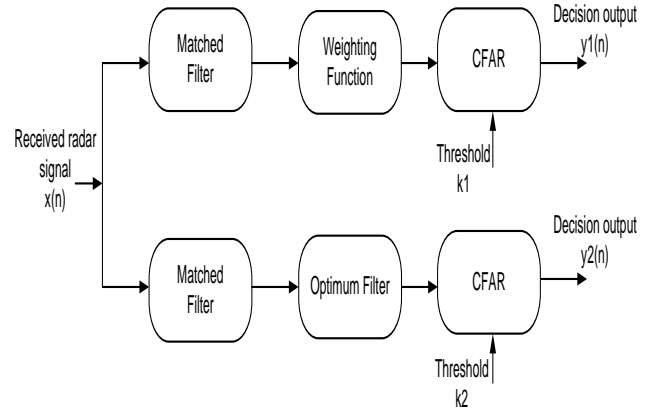 Matched
Filter
Weighting
Function
CFAR
Decision output
y1(n)
Threshold
k1
Received radar
signal
x(n)
Matched
Filter
Optimum Filter
CFAR
Decision output
y2(n)
Threshold
k2